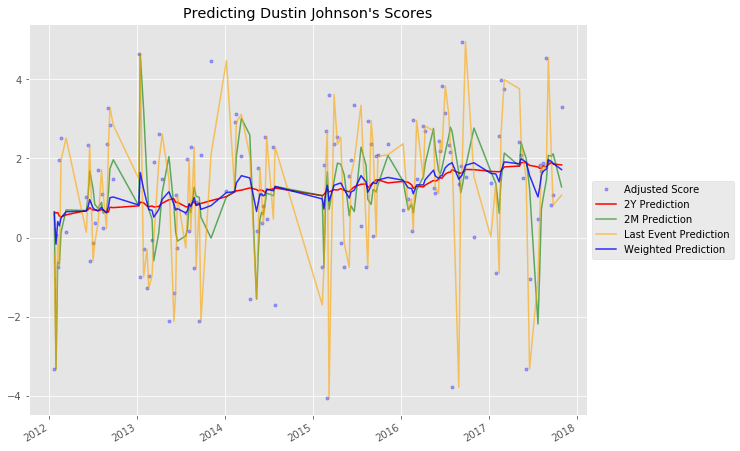 Predicting Dustin Johnson's Scores
4
2
0
−2
−4
2012
2013
2014
2015
2016
2017
2018
Adjusted Score
2Y Prediction
2M Prediction
Last Event Prediction
Weighted Prediction